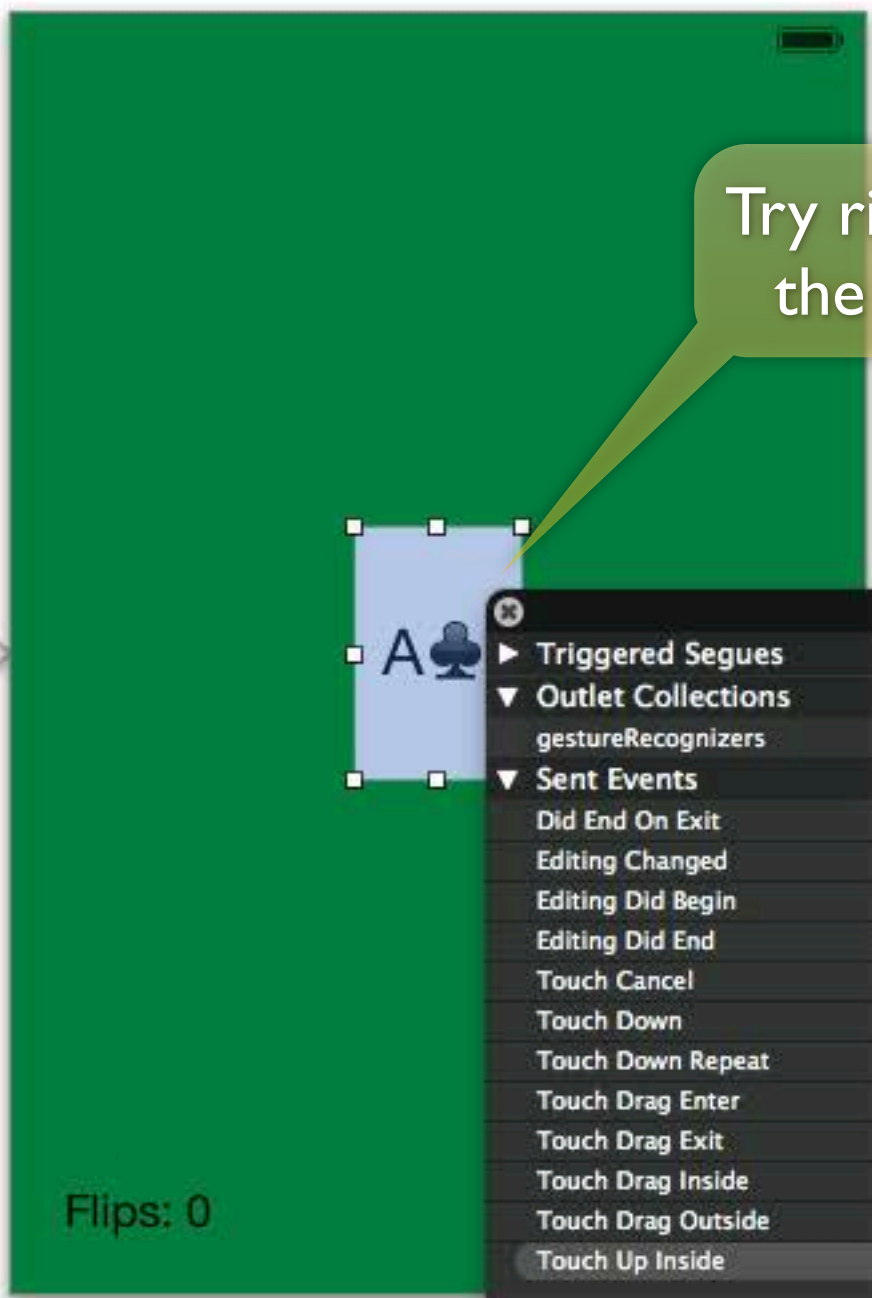 Try ri
the
A♣
Triggered Segues
Outlet Collections
gestureRecognizers
Sent Events
Did End On Exit
Editing Changed
Editing Did Begin
Editing Did End
Touch Cancel
Touch Down
Touch Down Repeat
Touch Drag Enter
Touch Drag Exit
Touch Drag Inside
Touch Drag Outside
Flips: 0
Touch Up Inside